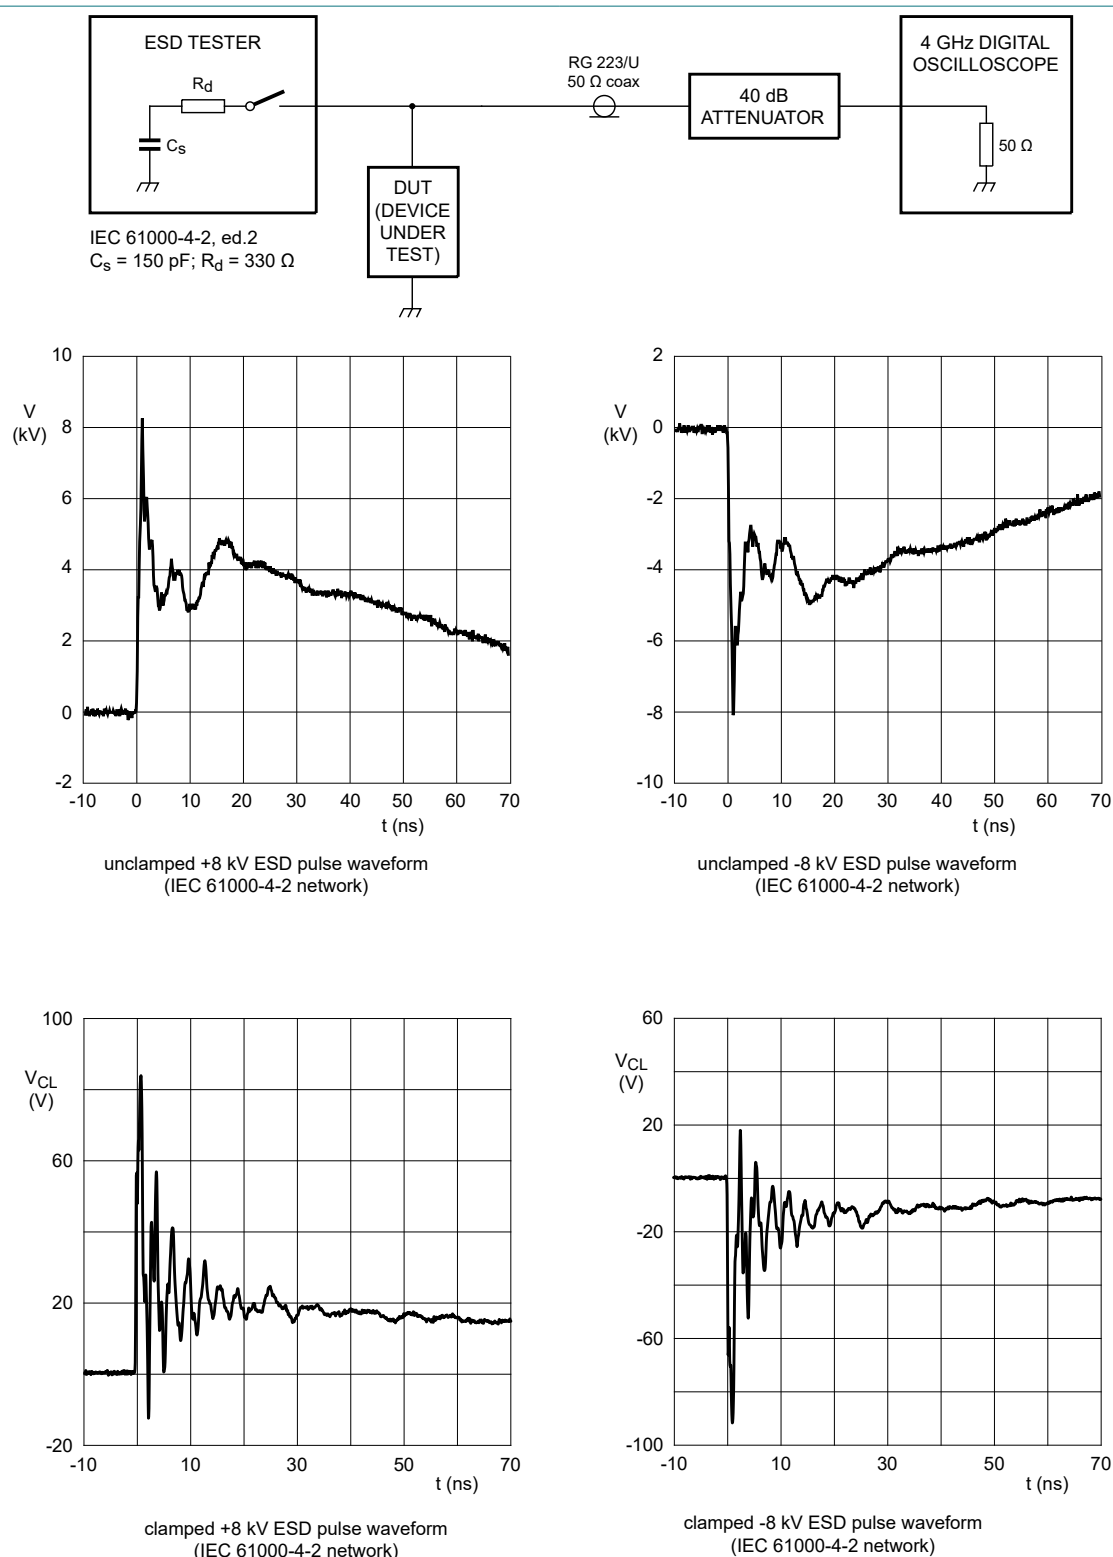 ESD TESTER
Rd
Cs
IEC 61000-4-2, ed.2
Cs = 150 pF; Rd = 330 Ω
DUT
(DEVICE
UNDER
TEST)
RG 223/U
50 Ω coax
40 dB
ATTENUATOR
4 GHz DIGITAL
OSCILLOSCOPE
50 Ω
V
(kV)
10
8
6
4
2
0
-2
-10 0 10 20 30 40 50 60 70
t (ns)
unclamped +8 kV ESD pulse waveform
(IEC 61000-4-2 network)
V
(kV)
2
0
-2
-4
-6
-8
-10
-10 0 10 20 30 40 50 60 70
t (ns)
unclamped -8 kV ESD pulse waveform
(IEC 61000-4-2 network)
VCL
(V)
100
60
20
-20
-10 10 30 50 70
t (ns)
clamped +8 kV ESD pulse waveform
(IEC 61000-4-2 network)
VCL
(V)
60
20
-20
-60
-100
-10 10 30 50 70
t (ns)
clamped -8 kV ESD pulse waveform
(IEC 61000-4-2 network)